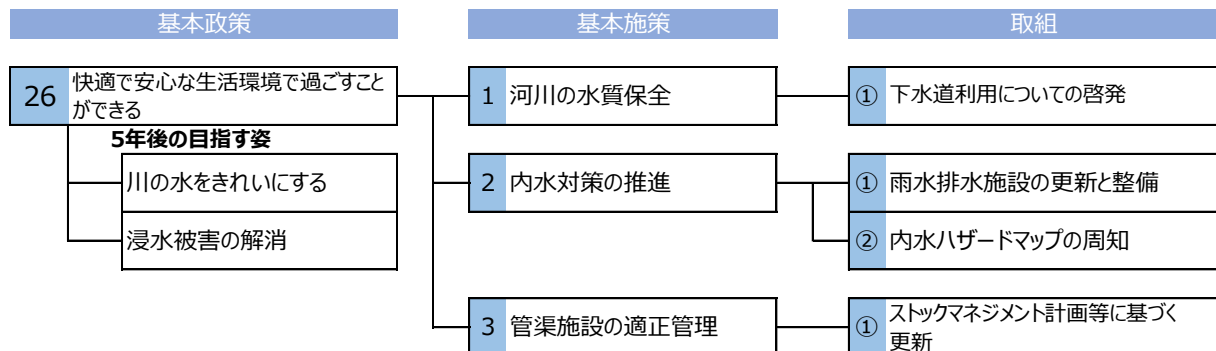 基本政策
基本施策
取組
26 快適で安心な生活環境で過ごすこと
ができる
5年後の目指す姿
川の水をきれいにする
浸水被害の解消
1 河川の水質保全
① 下水道利用についての啓発
2 内水対策の推進
① 雨水排水施設の更新と整備
② 内水ハザードマップの周知
3 管渠施設の適正管理
① ストックマネジメント計画等に基づく
更新